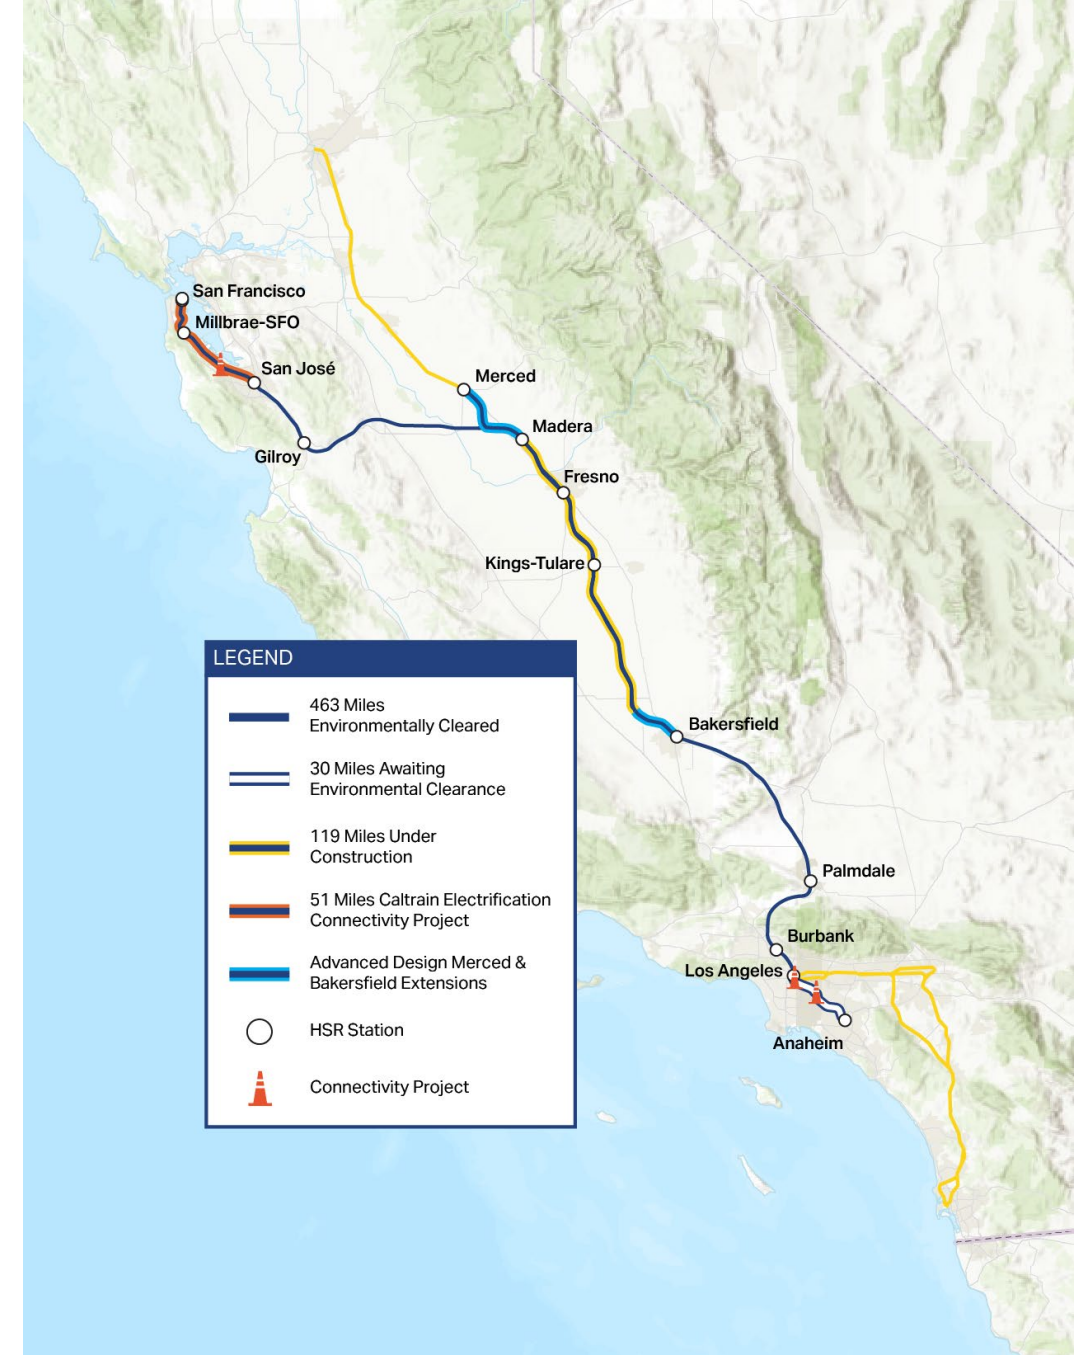 San Francisco
Millbrae-SFO
San José
Merced
Madera
Gilroy
Fresno
Kings-Tulare
LEGEND
463 Miles
Environmentally Cleared
30 Miles Awaiting
Environmental Clearance
119 Miles Under
Construction
51 Miles Caltrain Electrification
Connectivity Project
Advanced Design Merced &
Bakersfield Extensions
HSR Station
Connectivity Project
Bakersfield
Palmdale
Burbank
Los Angeles
Anaheim